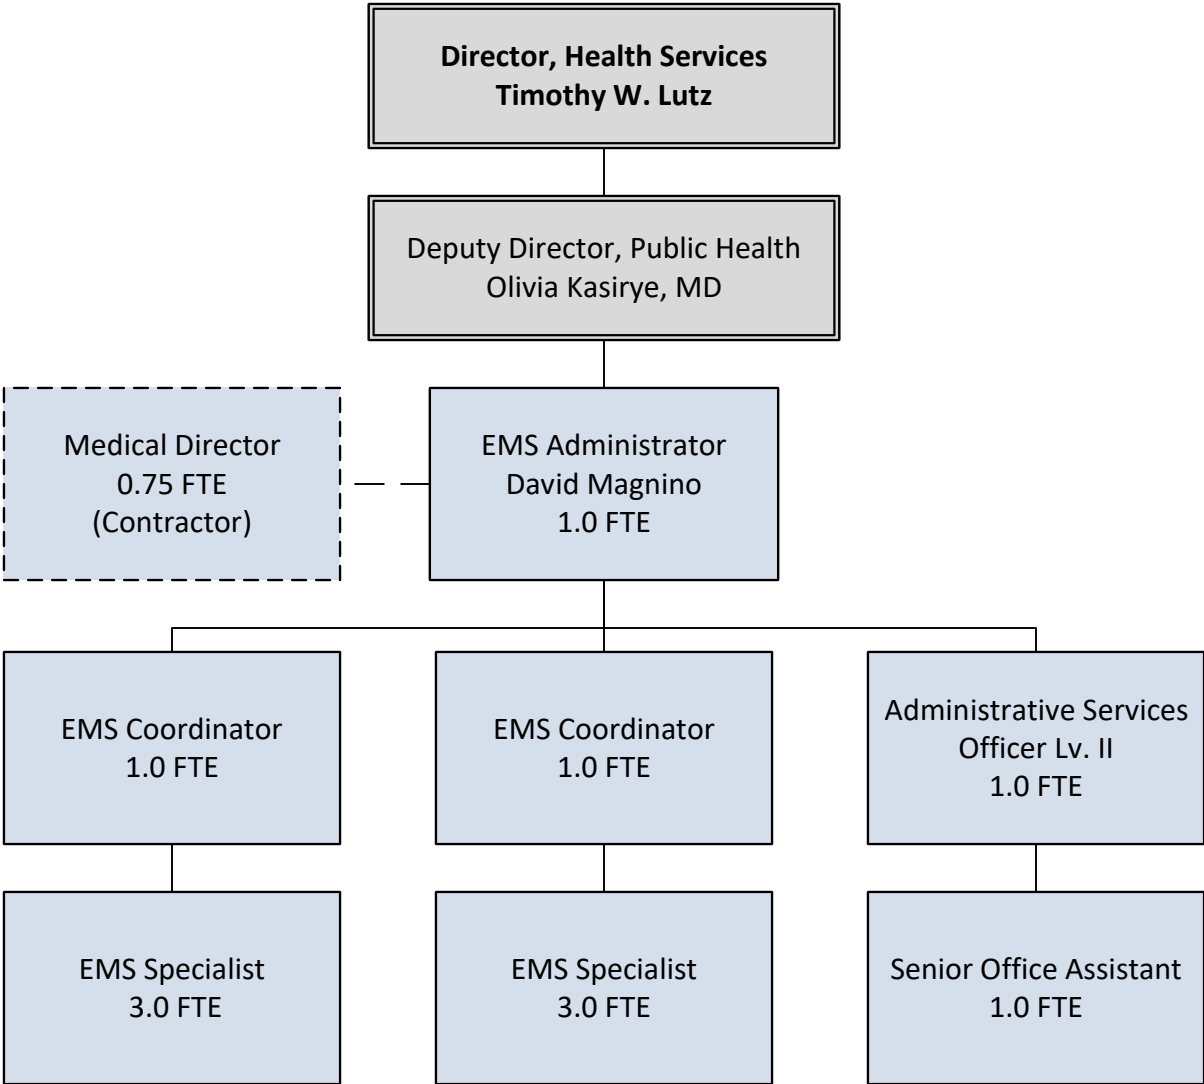 Director, Health Services
Timothy W. Lutz
Deputy Director, Public Health
Olivia Kasirye, MD
Medical Director
0.75 FTE
(Contractor)
EMS Administrator
David Magnino
1.0 FTE
EMS Coordinator
1.0 FTE
EMS Coordinator
1.0 FTE
Administrative Services
Officer Lv. II
1.0 FTE
EMS Specialist
3.0 FTE
EMS Specialist
3.0 FTE
Senior Office Assistant
1.0 FTE